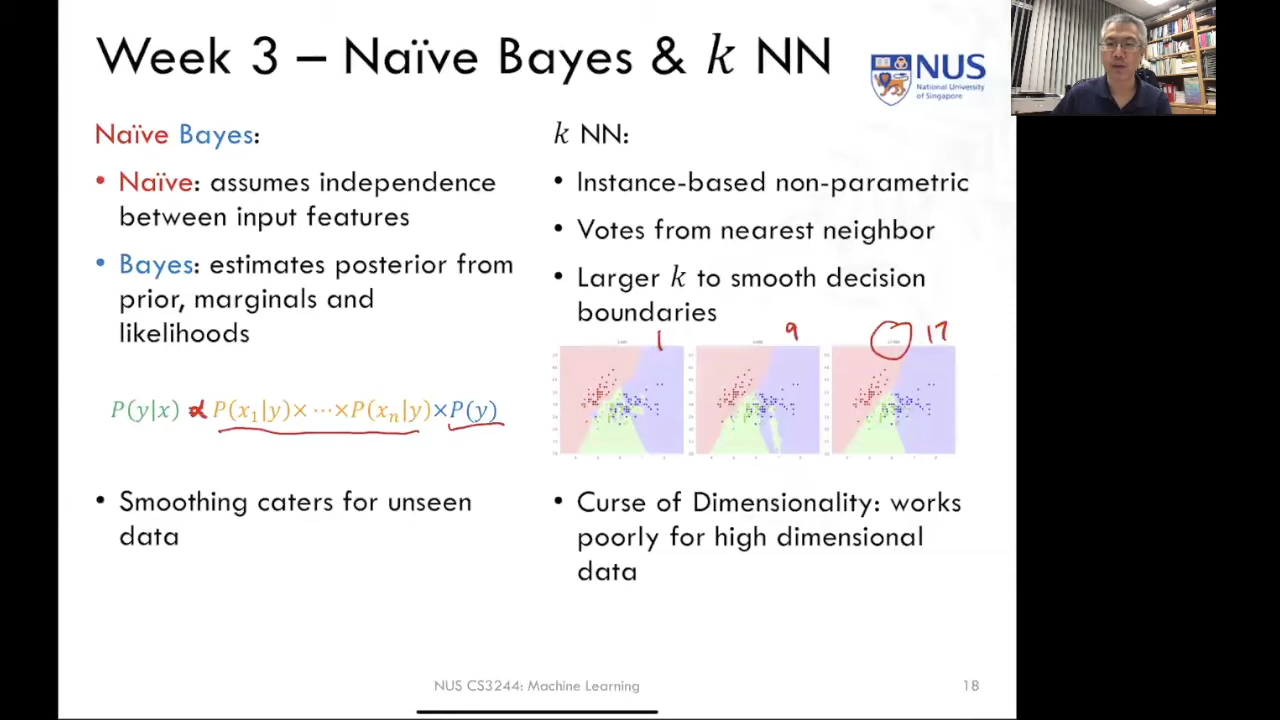 Week 3 – Naïve Bayes & k NN
NUS
National University
of Singapore
Naïve Bayes:
• Naïve: assumes independence
between input features
• Bayes: estimates posterior from
prior, marginals and
likelihoods
P(y|x) ∝ P(x₁|y)× ⋯×P(xₙ|y)×P(y)
• Smoothing caters for unseen
data
k NN:
• Instance-based non-parametric
• Votes from nearest neighbor
• Larger k to smooth decision
boundaries
1 9 17
• Curse of Dimensionality: works
poorly for high dimensional
data
NUS CS3244: Machine Learning
18